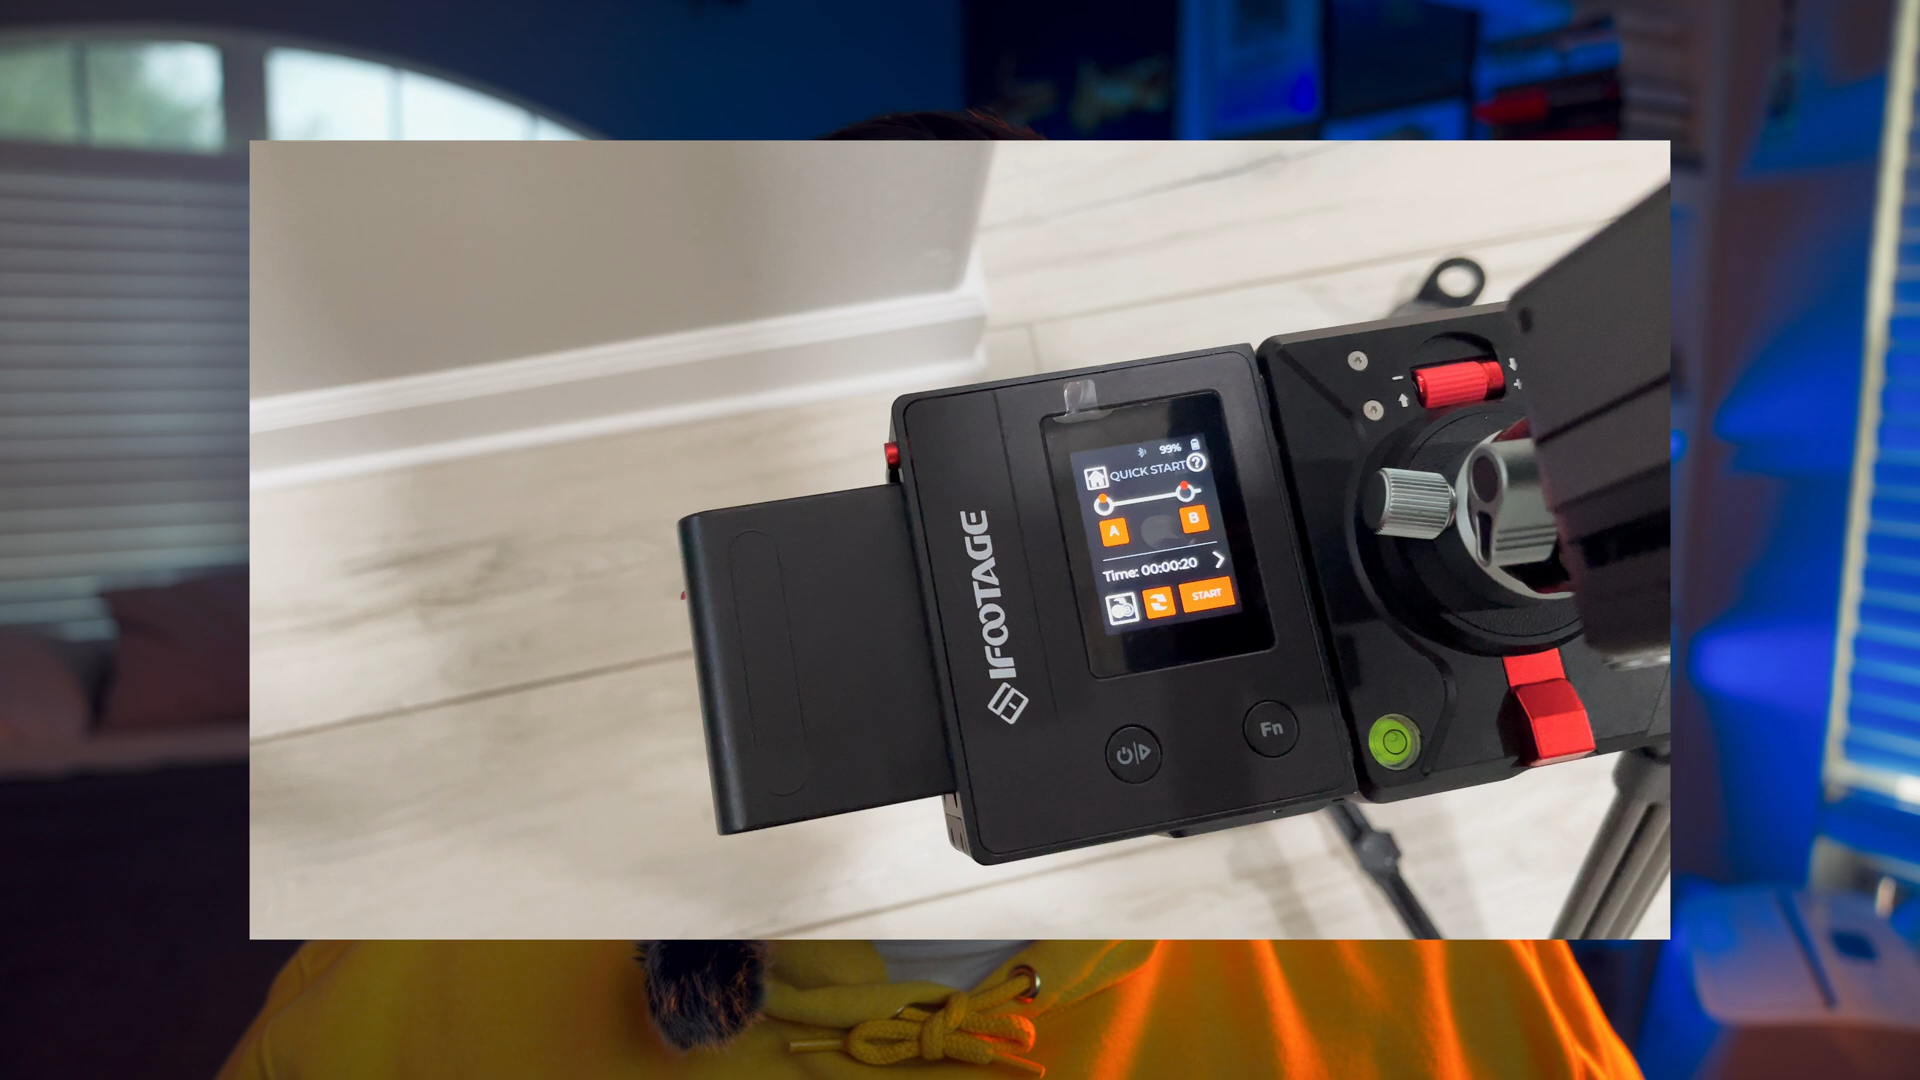 99%
QUICK START ?
A B
Time: 00:00:20
START
IFOOTAGE
Fn
- +